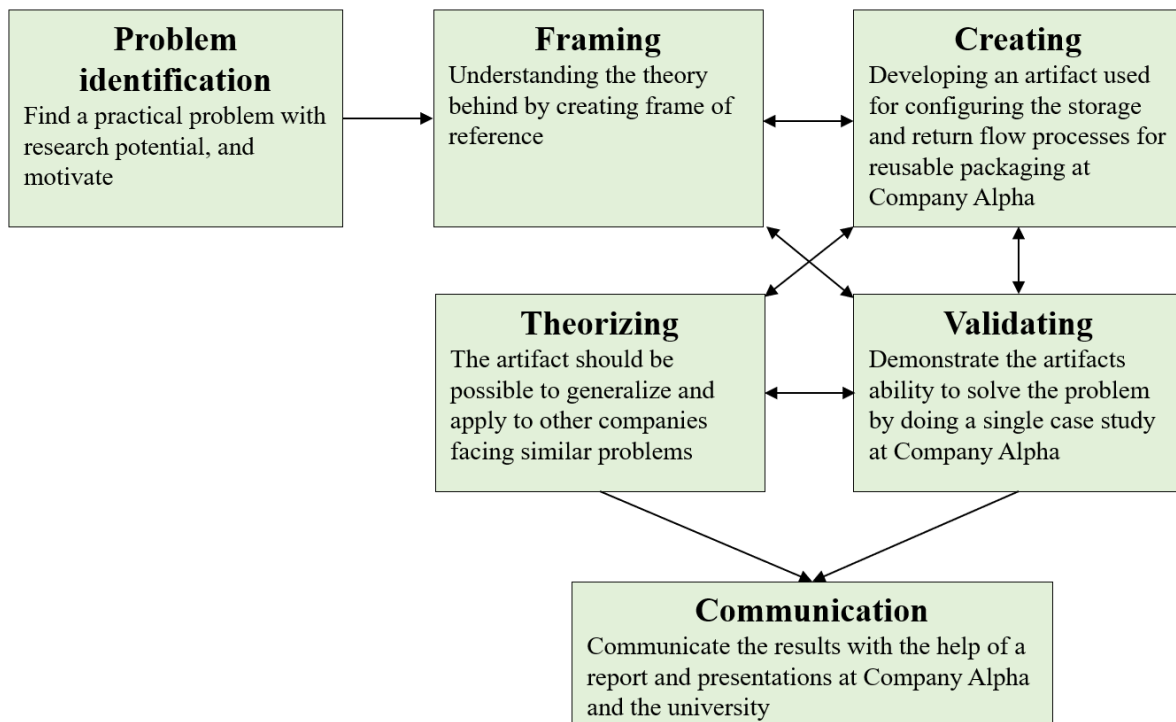 Problem
identification
Find a practical problem with
research potential, and
motivate
Framing
Understanding the theory
behind by creating frame of
reference
Creating
Developing an artifact used
for configuring the storage
and return flow processes for
reusable packaging at
Company Alpha
Theorizing
The artifact should be
possible to generalize and
apply to other companies
facing similar problems
Validating
Demonstrate the artifacts
ability to solve the problem
by doing a single case study
at Company Alpha
Communication
Communicate the results with the help of a
report and presentations at Company Alpha
and the university